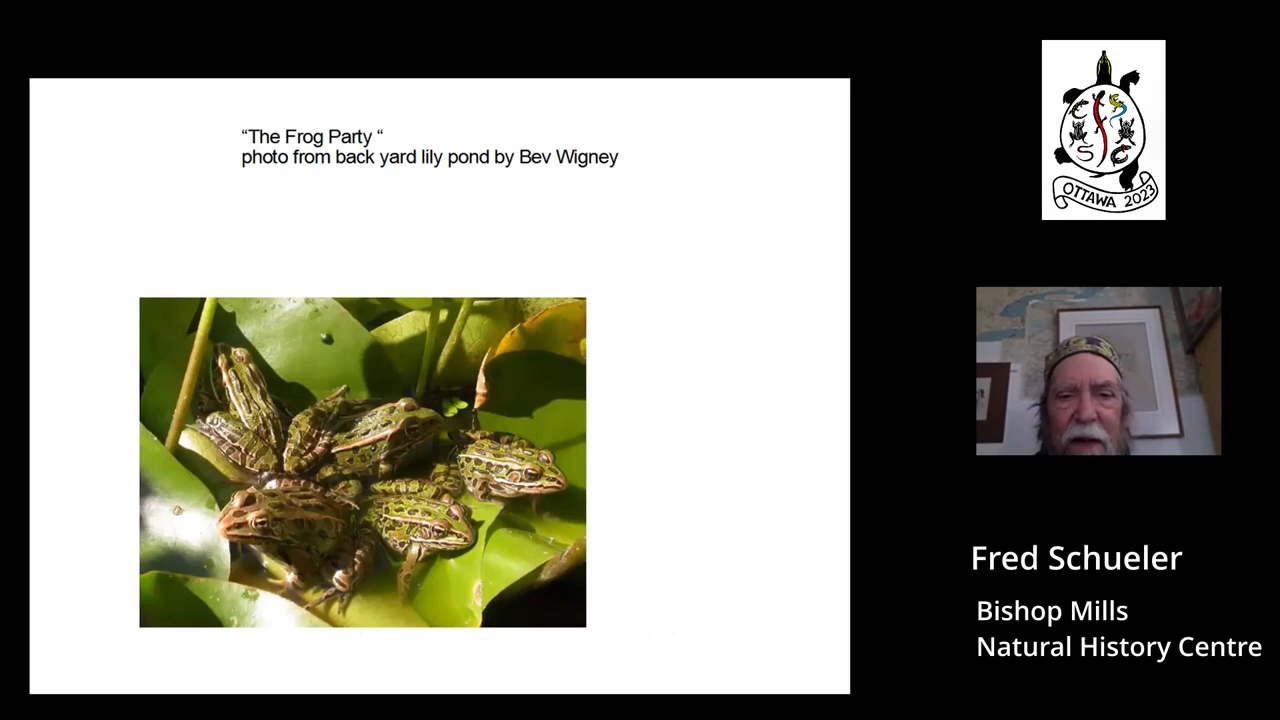 “The Frog Party “
photo from back yard lily pond by Bev Wigney
C S S C
OTTAWA 2023
Fred Schueler
Bishop Mills
Natural History Centre